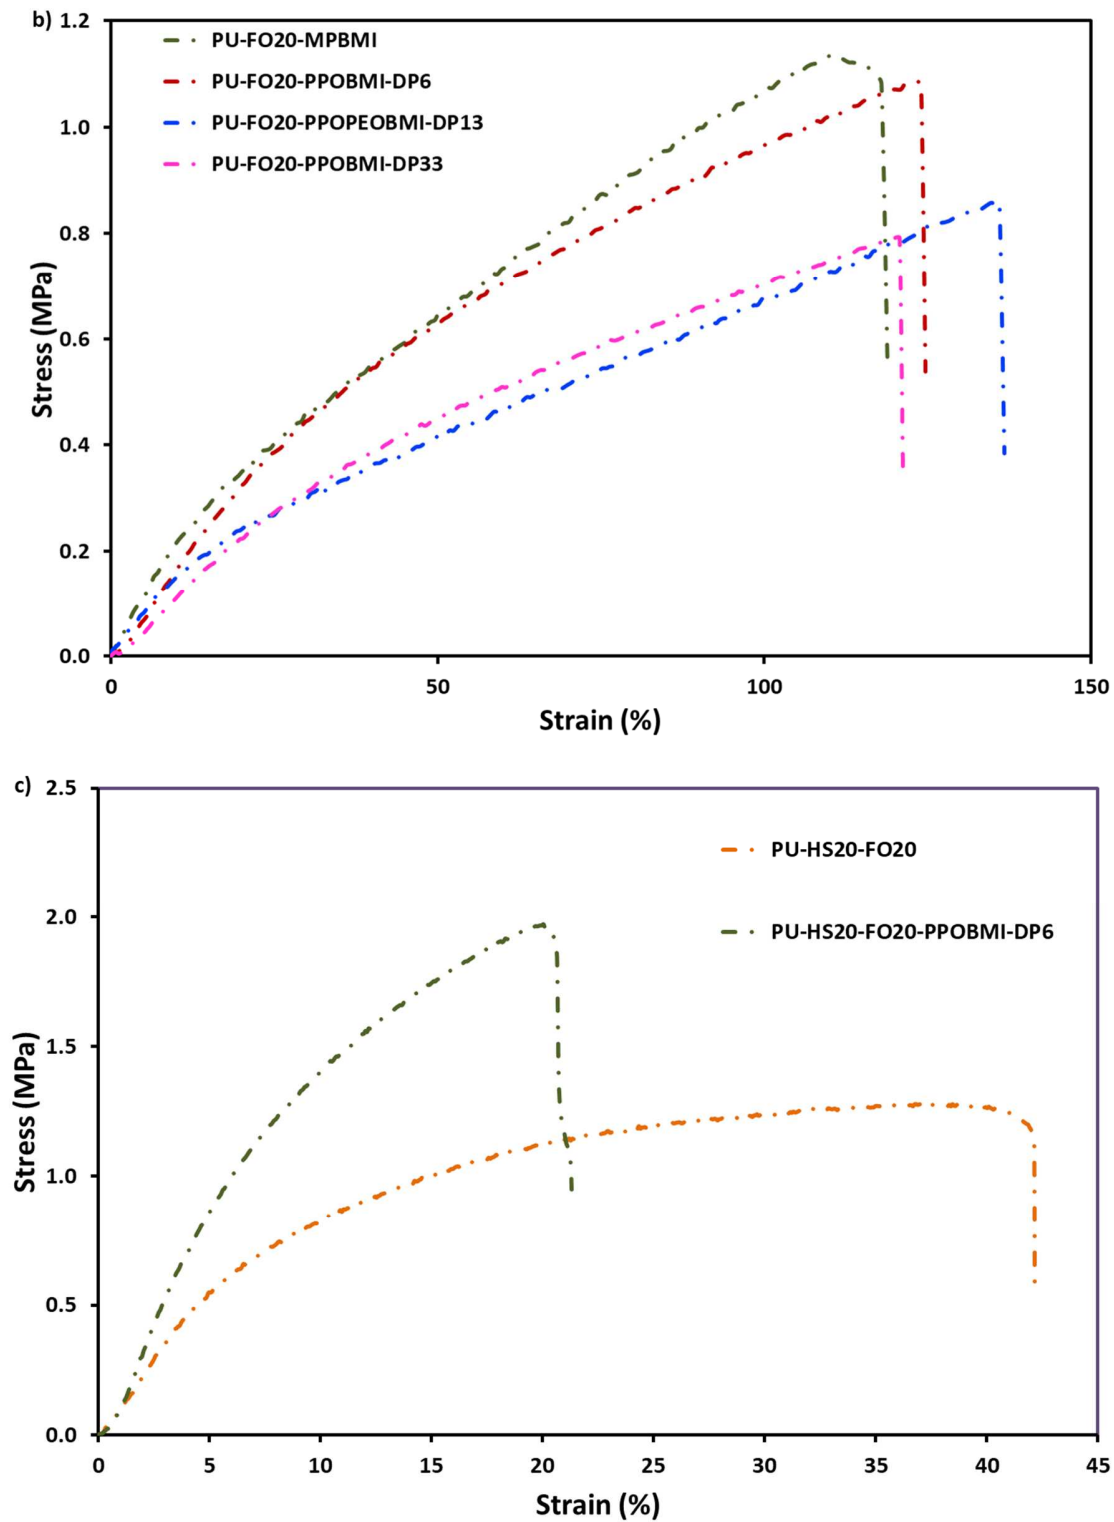 b)
1.2
PU-FO20-MPBMI
PU-FO20-PPOBMI-DP6
1.0
PU-FO20-PPOPEOBMI-DP13
PU-FO20-PPOBMI-DP33
0.8
0.6
0.4
0.2
0.0
Stress (MPa)
0 50 100 150
Strain (%)
c)
2.5
PU-HS20-FO20
2.0
PU-HS20-FO20-PPOBMI-DP6
1.5
1.0
0.5
0.0
Stress (MPa)
0 5 10 15 20 25 30 35 40 45
Strain (%)